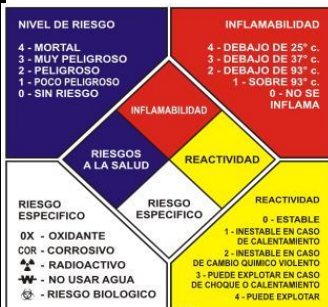 NIVEL DE RIESGO
4 - MORTAL
3 - MUY PELIGROSO
2 - PELIGROSO
1 - POCO PELIGROSO
0 - SIN RIESGO
INFLAMABILIDAD
4 - DEBAJO DE 25° c.
3 - DEBAJO DE 37° c.
2 - DEBAJO DE 93° c.
1 - SOBRE 93° c.
0 - NO SE
INFLAMA
INFLAMABILIDAD
RIESGOS
A LA SALUD
REACTIVIDAD
RIESGO
ESPECIFICO
RIESGO
ESPECIFICO
0X - OXIDANTE
COR - CORROSIVO
- RADIOACTIVO
W - NO USAR AGUA
- RIESGO BIOLOGICO
REACTIVIDAD
0 - ESTABLE
1 - INESTABLE EN CASO
DE CALENTAMIENTO
2 - INESTABLE EN CASO
DE CAMBIO QUIMICO VIOLENTO
3 - PUEDE EXPLOTAR EN CASO
DE CHOQUE O CALENTAMIENTO
4 - PUEDE EXPLOTAR